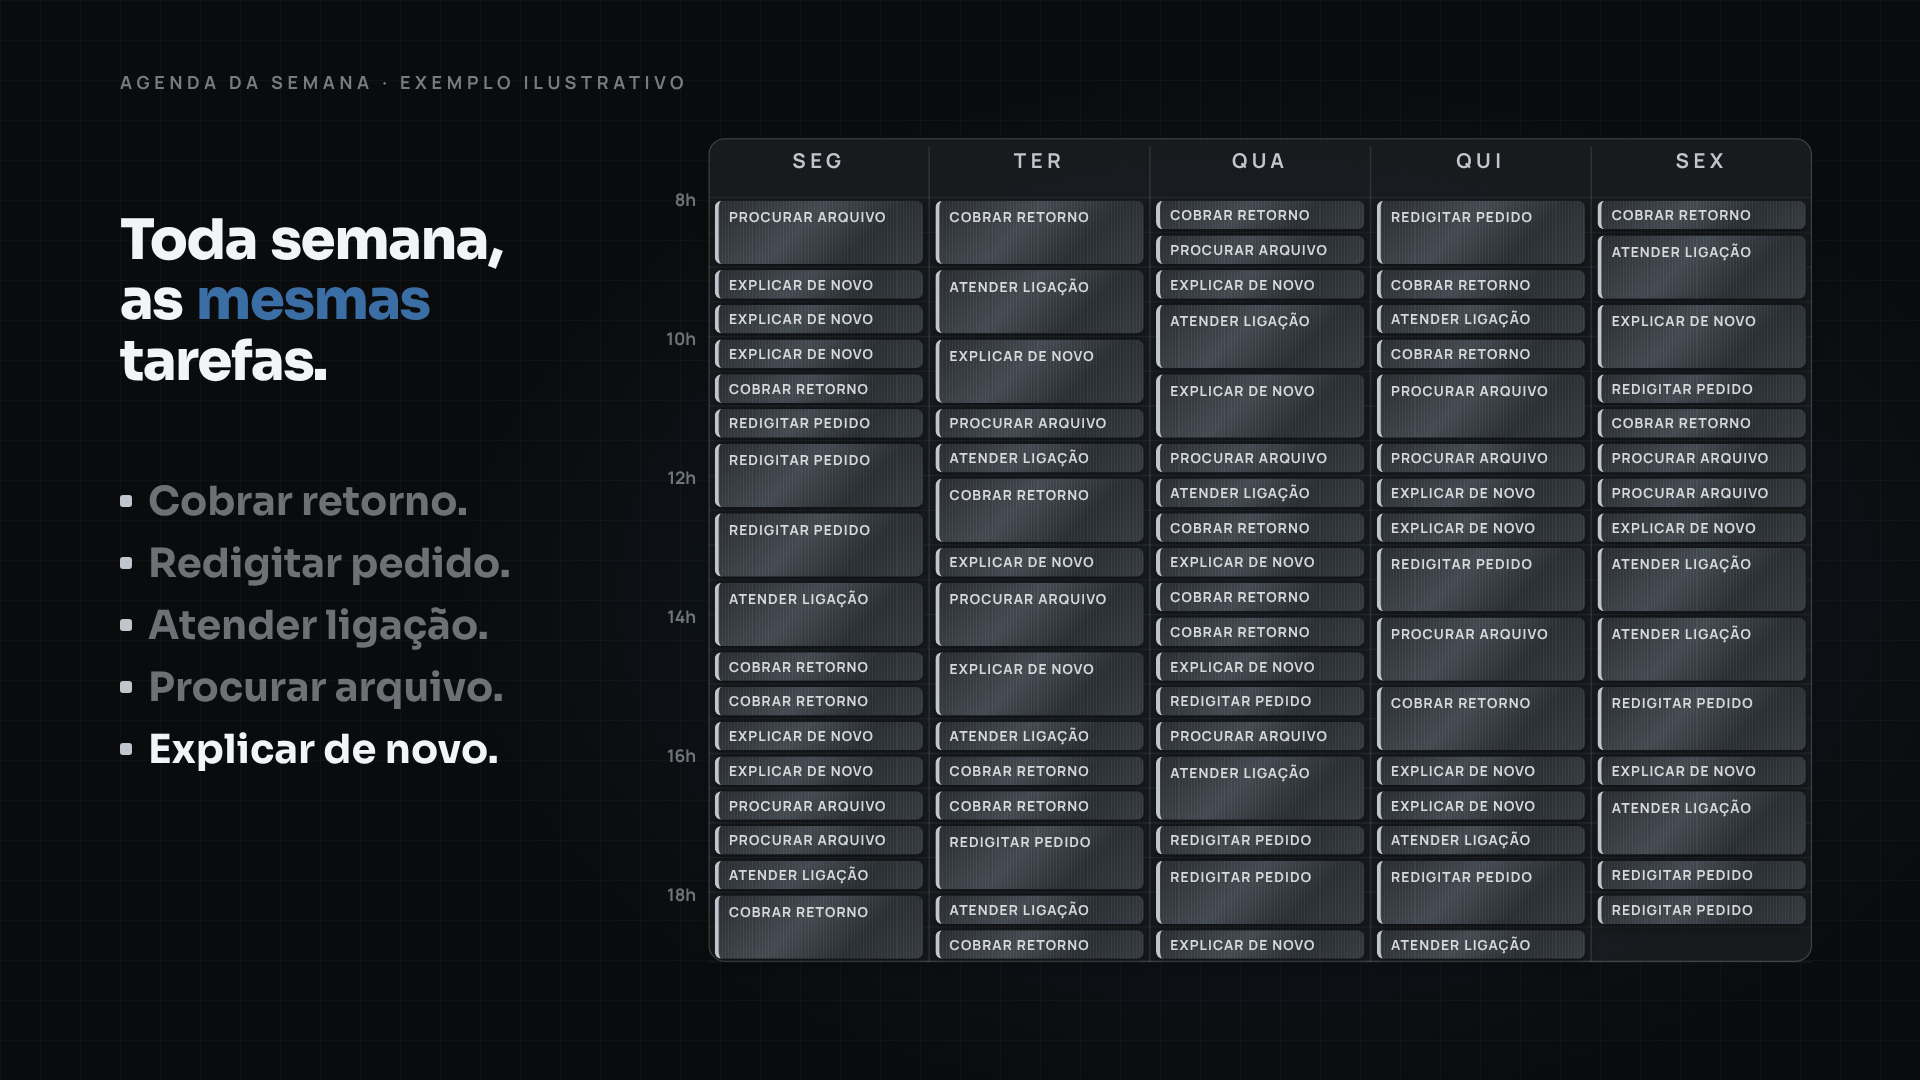 AGENDA DA SEMANA · EXEMPLO ILUSTRATIVO
Toda semana,
as mesmas
tarefas.
Cobrar retorno.
Redigitar pedido.
Atender ligação.
Procurar arquivo.
Explicar de novo.
8h
10h
12h
14h
16h
18h
SEG
PROCURAR ARQUIVO
EXPLICAR DE NOVO
EXPLICAR DE NOVO
EXPLICAR DE NOVO
COBRAR RETORNO
REDIGITAR PEDIDO
REDIGITAR PEDIDO
REDIGITAR PEDIDO
ATENDER LIGAÇÃO
COBRAR RETORNO
COBRAR RETORNO
EXPLICAR DE NOVO
EXPLICAR DE NOVO
PROCURAR ARQUIVO
PROCURAR ARQUIVO
ATENDER LIGAÇÃO
COBRAR RETORNO
TER
COBRAR RETORNO
ATENDER LIGAÇÃO
EXPLICAR DE NOVO
PROCURAR ARQUIVO
ATENDER LIGAÇÃO
COBRAR RETORNO
EXPLICAR DE NOVO
PROCURAR ARQUIVO
EXPLICAR DE NOVO
ATENDER LIGAÇÃO
COBRAR RETORNO
COBRAR RETORNO
REDIGITAR PEDIDO
ATENDER LIGAÇÃO
COBRAR RETORNO
QUA
COBRAR RETORNO
PROCURAR ARQUIVO
EXPLICAR DE NOVO
ATENDER LIGAÇÃO
EXPLICAR DE NOVO
PROCURAR ARQUIVO
ATENDER LIGAÇÃO
COBRAR RETORNO
EXPLICAR DE NOVO
COBRAR RETORNO
COBRAR RETORNO
EXPLICAR DE NOVO
REDIGITAR PEDIDO
PROCURAR ARQUIVO
ATENDER LIGAÇÃO
REDIGITAR PEDIDO
REDIGITAR PEDIDO
EXPLICAR DE NOVO
QUI
REDIGITAR PEDIDO
COBRAR RETORNO
ATENDER LIGAÇÃO
COBRAR RETORNO
PROCURAR ARQUIVO
PROCURAR ARQUIVO
EXPLICAR DE NOVO
EXPLICAR DE NOVO
REDIGITAR PEDIDO
PROCURAR ARQUIVO
COBRAR RETORNO
EXPLICAR DE NOVO
EXPLICAR DE NOVO
ATENDER LIGAÇÃO
REDIGITAR PEDIDO
ATENDER LIGAÇÃO
SEX
COBRAR RETORNO
ATENDER LIGAÇÃO
EXPLICAR DE NOVO
REDIGITAR PEDIDO
COBRAR RETORNO
PROCURAR ARQUIVO
PROCURAR ARQUIVO
EXPLICAR DE NOVO
ATENDER LIGAÇÃO
ATENDER LIGAÇÃO
REDIGITAR PEDIDO
EXPLICAR DE NOVO
ATENDER LIGAÇÃO
REDIGITAR PEDIDO
REDIGITAR PEDIDO